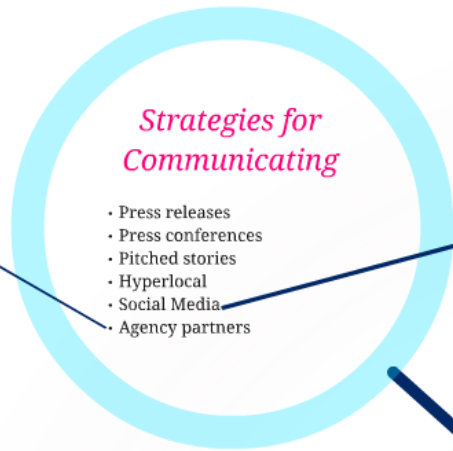 Strategies for
Communicating
• Press releases
• Press conferences
• Pitched stories
• Hyperlocal
• Social Media
• Agency partners